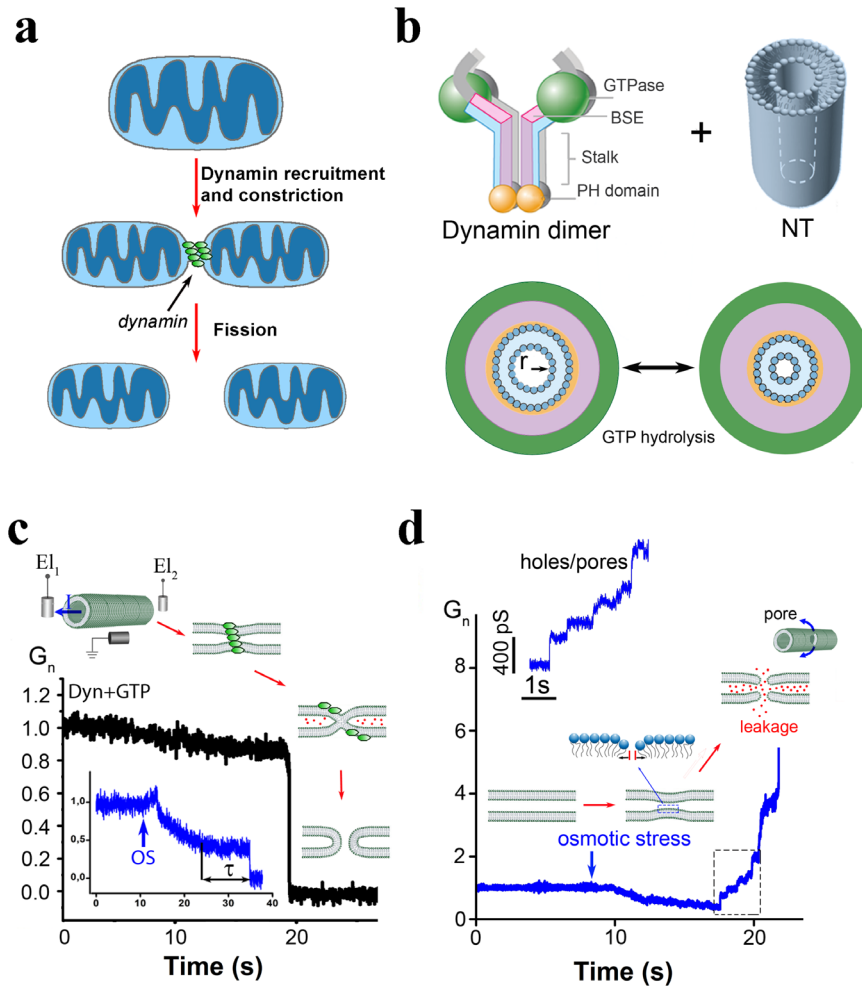 a
Dynamin recruitment
and constriction
dynamin
Fission
b
GTPase
BSE
Stalk
PH domain
Dynamin dimer
+
NT
r
GTP hydrolysis
c
El1
El2
I
Gn
Dyn+GTP
1.2
1.0
0.8
0.6
0.4
0.2
0.0
1,0
0,5
0,0
OS
τ
0 10 20 30 40
0 10 20
Time (s)
d
holes/pores
Gn
400 pS
1s
8
6
4
2
1
0
pore
leakage
osmotic stress
0 10 20
Time (s)